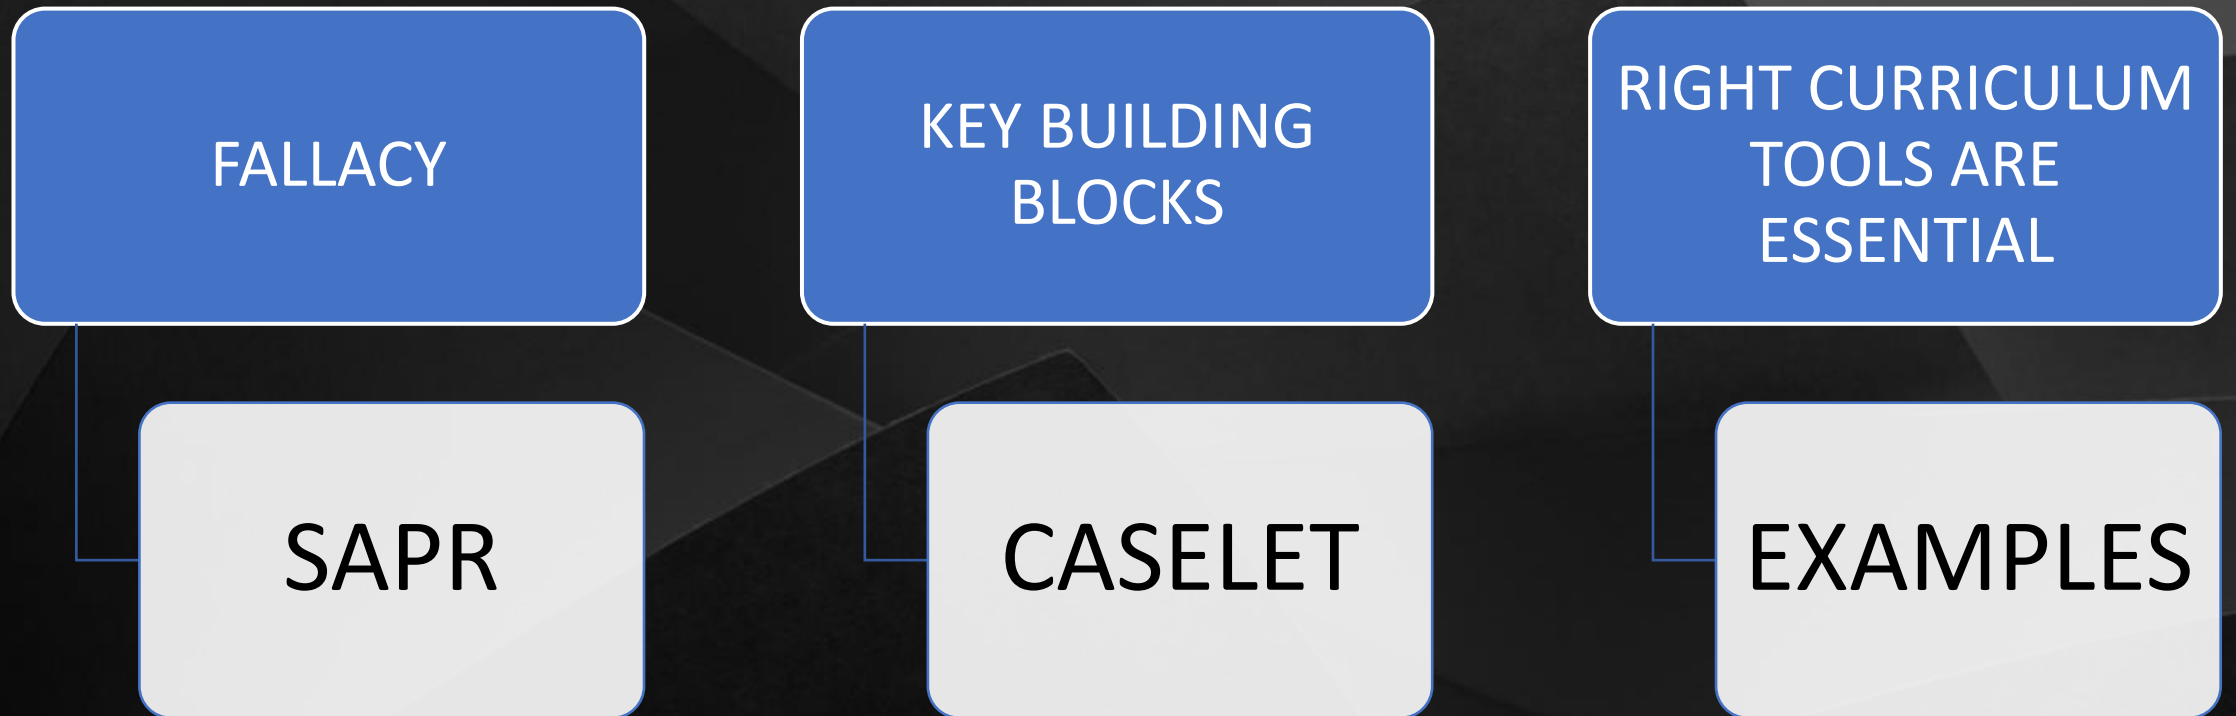 FALLACY
SAPR
KEY BUILDING
BLOCKS
CASELET
RIGHT CURRICULUM
TOOLS ARE
ESSENTIAL
EXAMPLES